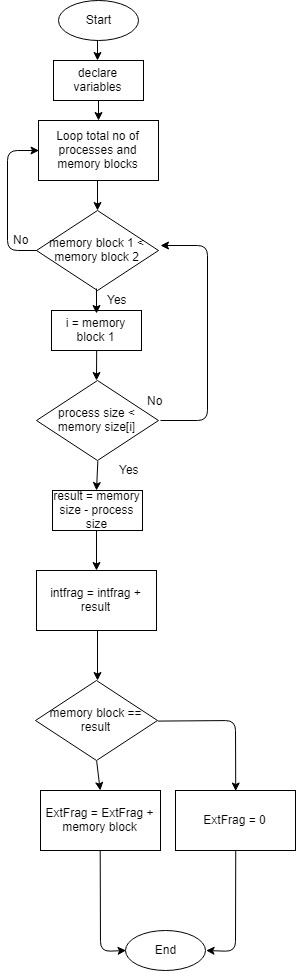 Start
declare
variables
Loop total no of
processes and
memory blocks
No
memory block 1 <
memory block 2
Yes
i = memory
block 1
No
process size <
memory size[i]
Yes
result = memory
size - process
size
intfrag = intfrag +
result
memory block ==
result
ExtFrag = ExtFrag +
memory block
ExtFrag = 0
End